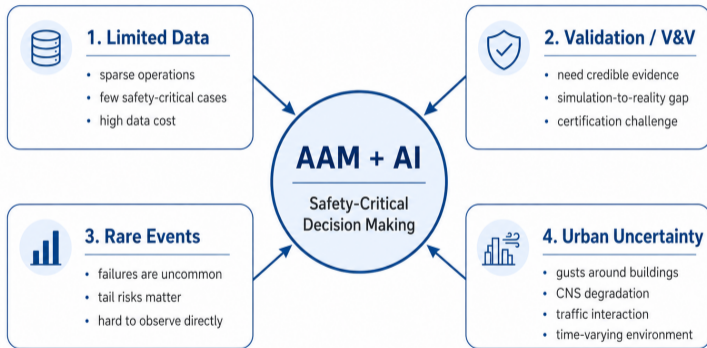 1. Limited Data
• sparse operations
• few safety-critical cases
• high data cost
2. Validation / V&V
• need credible evidence
• simulation-to-reality gap
• certification challenge
AAM + AI
Safety-Critical
Decision Making
3. Rare Events
• failures are uncommon
• tail risks matter
• hard to observe directly
4. Urban Uncertainty
• gusts around buildings
• CNS degradation
• traffic interaction
• time-varying environment